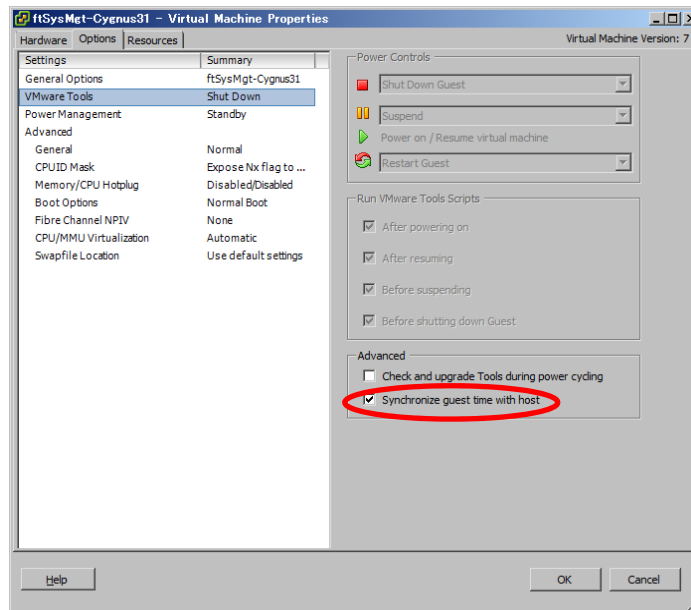 ftSysMgt-Cygnus31 - Virtual Machine Properties
Hardware Options Resources Virtual Machine Version: 7
Settings Summary
General Options ftSysMgt-Cygnus31
VMware Tools Shut Down
Power Management Standby
Advanced
General Normal
CPUID Mask Expose Nx flag to ...
Memory/CPU Hotplug Disabled/Disabled
Boot Options Normal Boot
Fibre Channel NPIV None
CPU/MMU Virtualization Automatic
Swapfile Location Use default settings
Power Controls
Shut Down Guest
Suspend
Power on / Resume virtual machine
Restart Guest
Run VMware Tools Scripts
After powering on
After resuming
Before suspending
Before shutting down Guest
Advanced
Check and upgrade Tools during power cycling
Synchronize guest time with host
Help OK Cancel